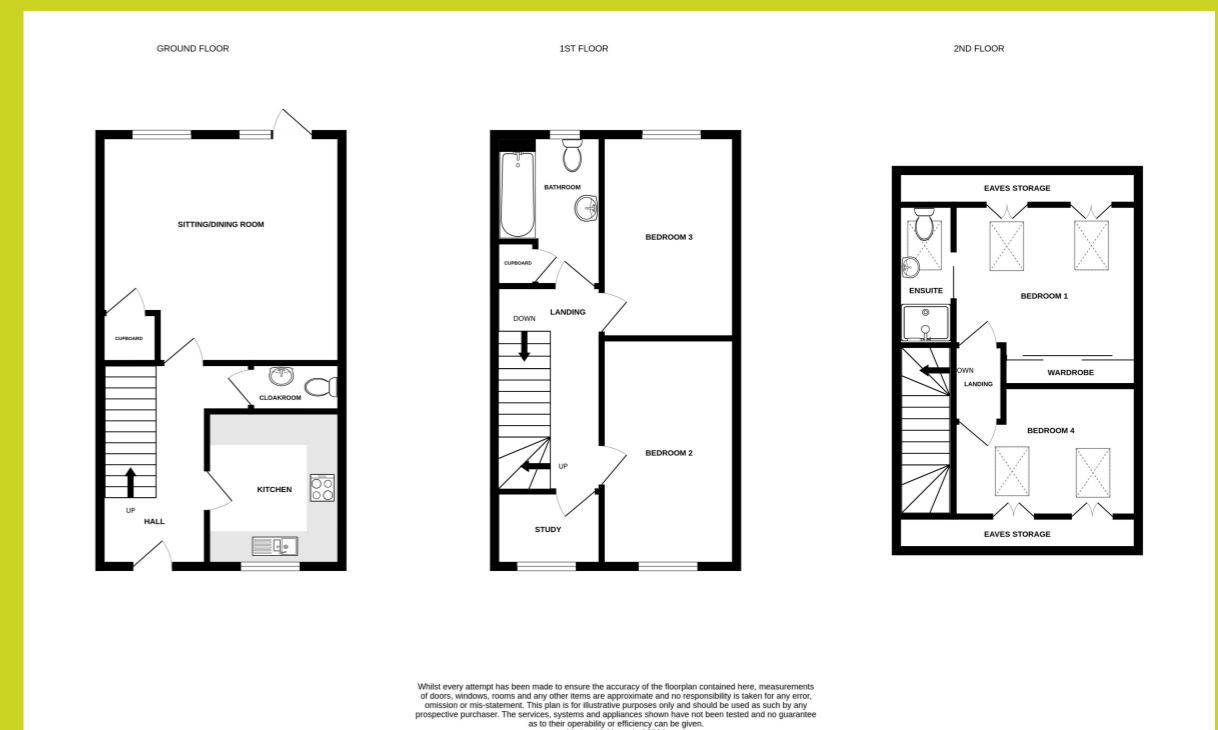 GROUND FLOOR
1ST FLOOR
2ND FLOOR
SITTING/DINING ROOM
CUPBOARD
CLOAKROOM
KITCHEN
UP
HALL
BATHROOM
BEDROOM 3
CUPBOARD
LANDING
DOWN
BEDROOM 2
UP
STUDY
EAVES STORAGE
ENSUITE
BEDROOM 1
DOWN
WARDROBE
LANDING
BEDROOM 4
EAVES STORAGE
Whilst every attempt has been made to ensure the accuracy of the floorplan contained here, measurements
of doors, windows, rooms and any other items are approximate and no responsibility is taken for any error,
omission or mis-statement. This plan is for illustrative purposes only and should be used as such by any
prospective purchaser. The services, systems and appliances shown have not been tested and no guarantee
as to their operability or efficiency can be given.